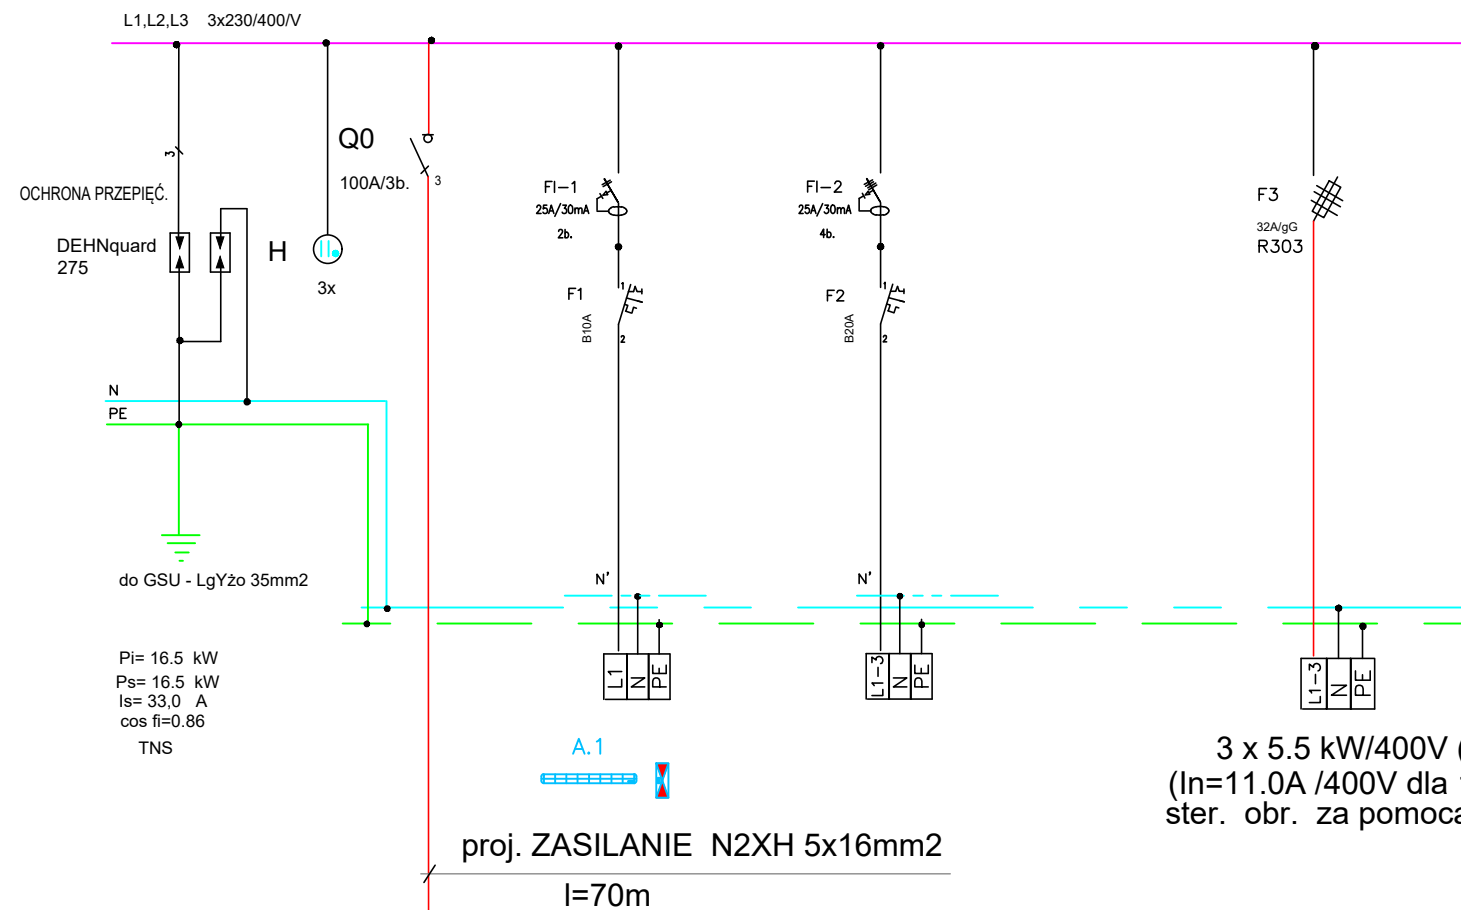 L1,L2,L3 3x230/400/V
3
OCHRONA PRZEPIĘĆ.
DEHNquard
275
H
3x
Q0
100A/3b.
3
FI-1
25A/30mA
2b.
F1
B10A
1
2
FI-2
25A/30mA
4b.
F2
B20A
1
2
F3
32A/gG
R303
N
PE
do GSU - LgYżo 35mm2
N'
N'
L1
N
PE
L1-3
N
PE
L1-3
N
PE
Pi= 16.5 kW
Ps= 16.5 kW
Is= 33,0 A
cos fi=0.86
TNS
A.1
3 x 5.5 kW/400V (
(In=11.0A /400V dla
ster. obr. za pomocą
proj. ZASILANIE N2XH 5x16mm2
l=70m